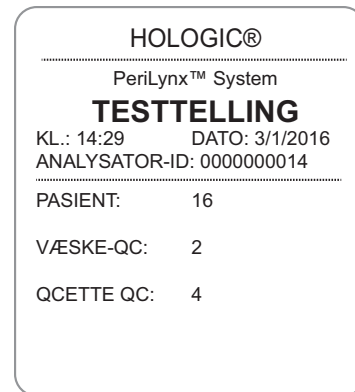 HOLOGIC®
PeriLynx™ System
TESTTELLING
KL.: 14:29 DATO: 3/1/2016
ANALYSATOR-ID: 0000000014
PASIENT: 16
VÆSKE-QC: 2
QCETTE QC: 4